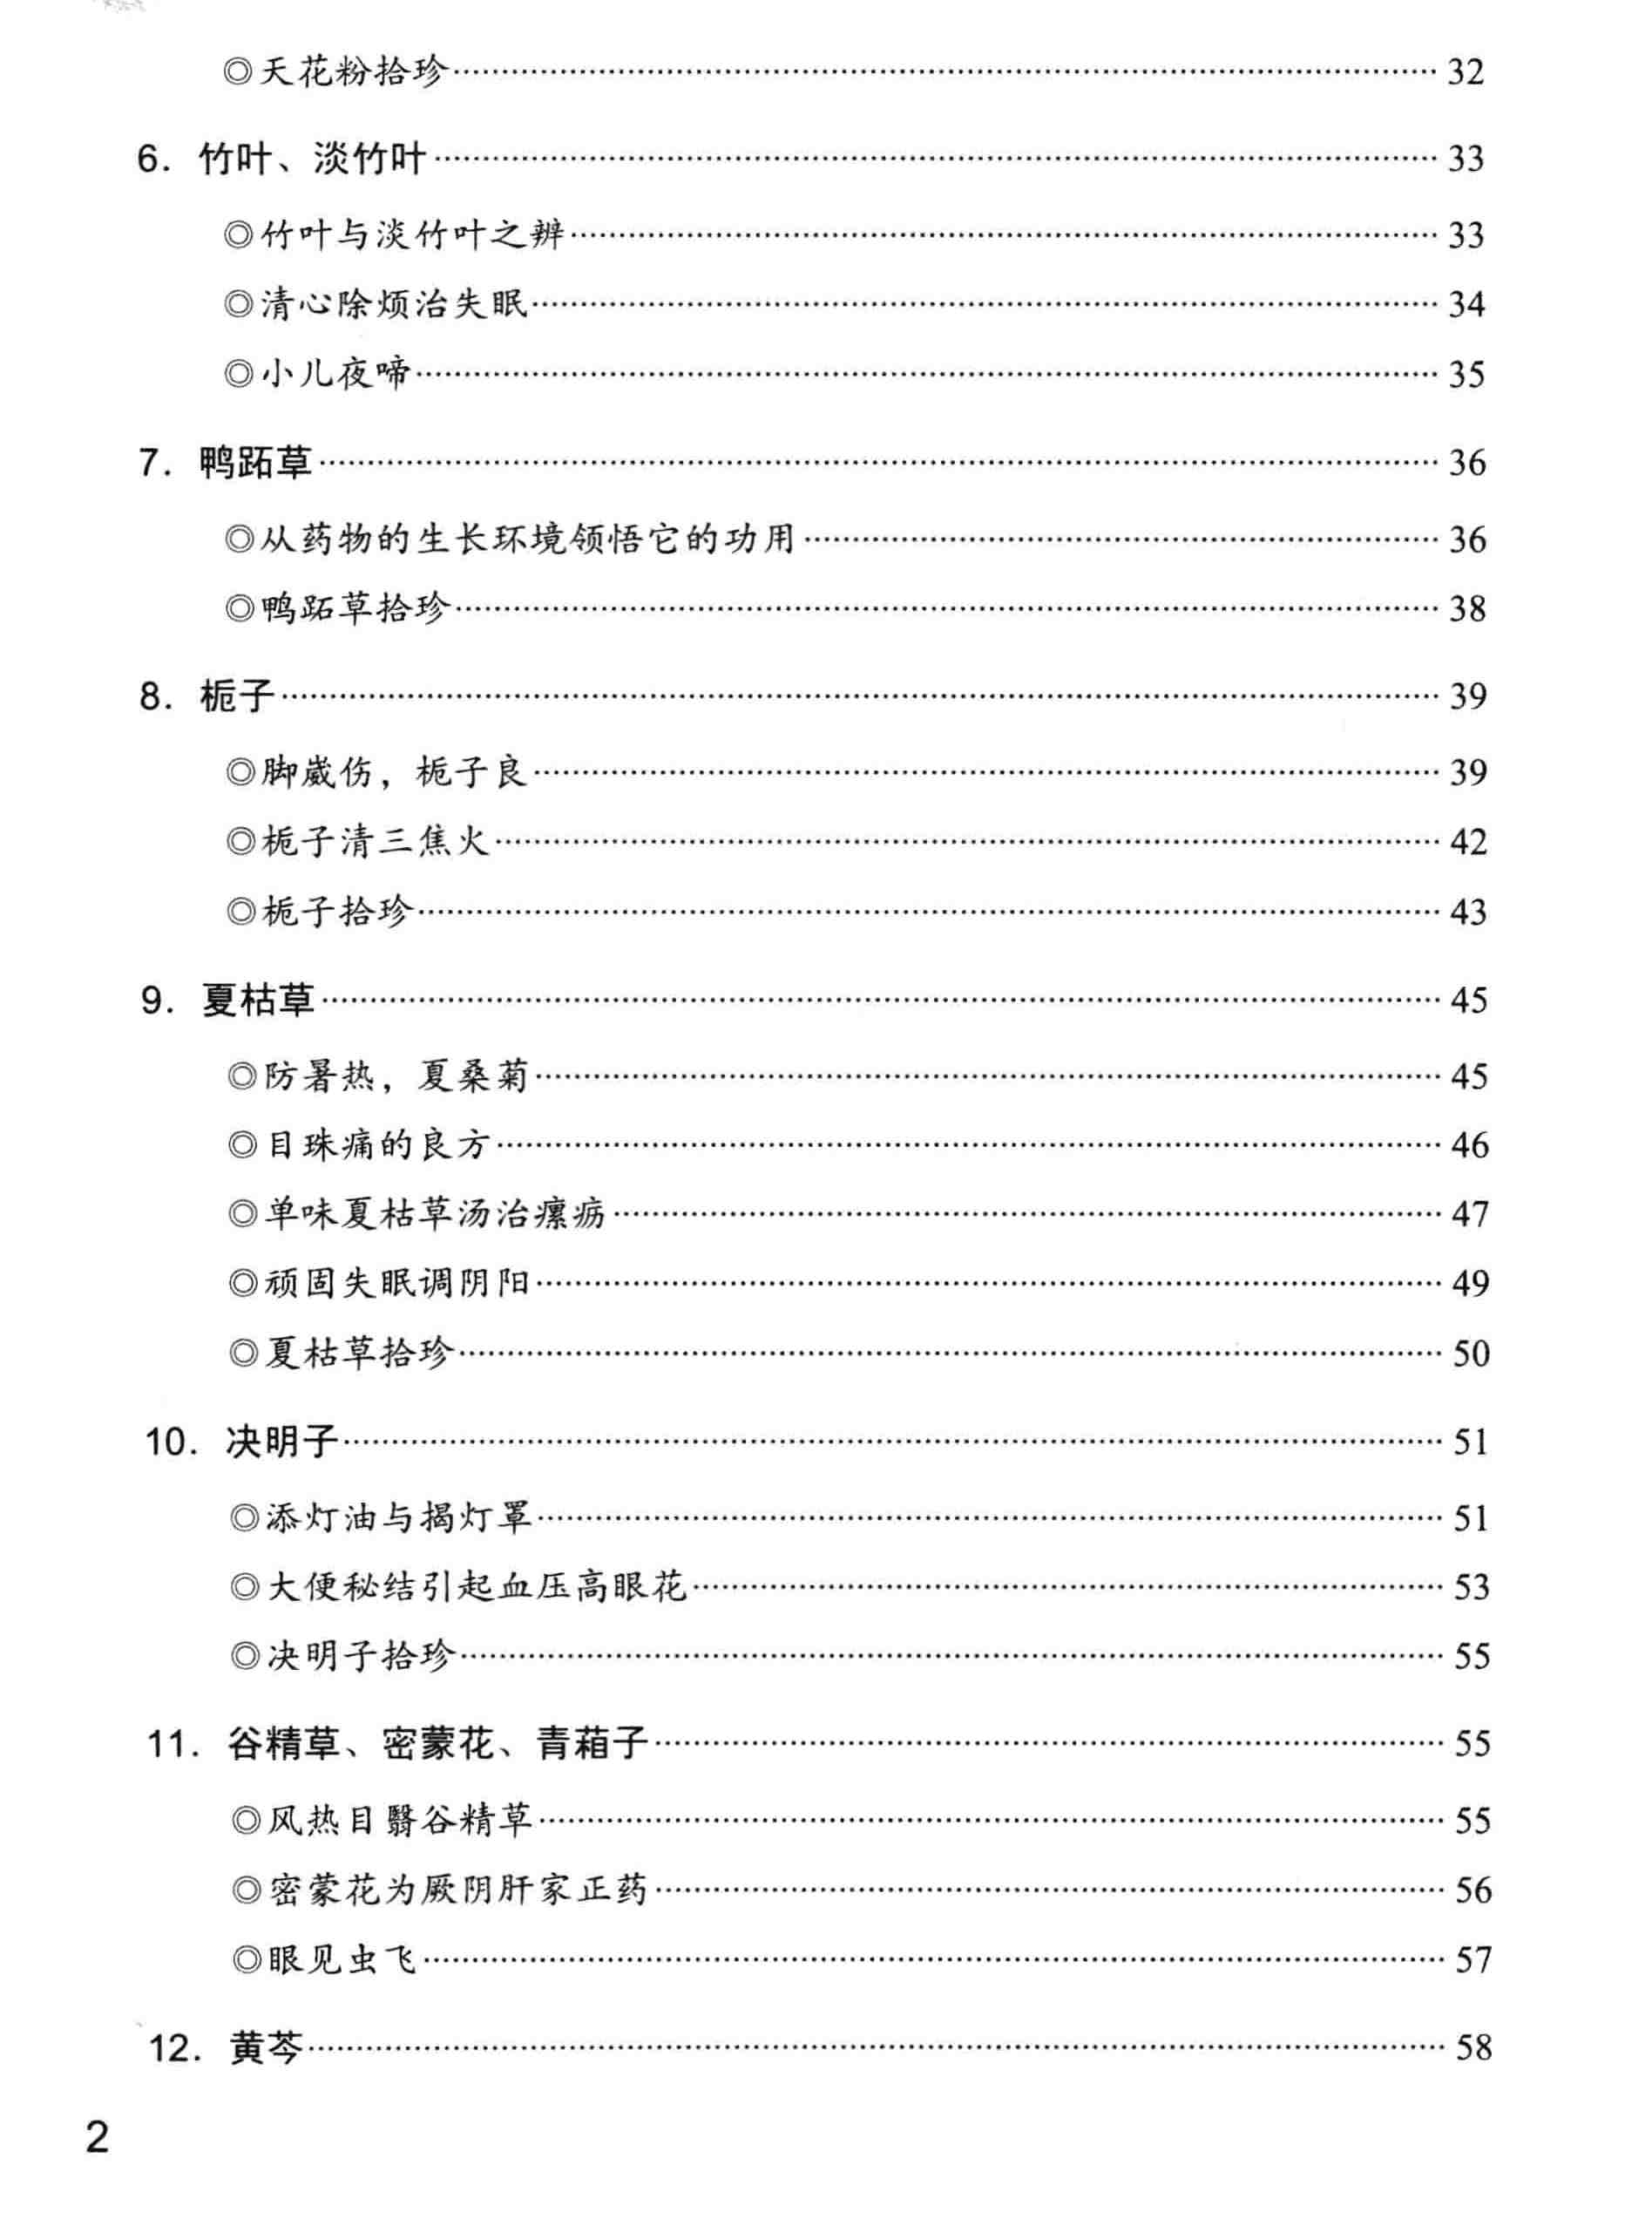 ◎天花粉拾珍 32
6. 竹叶、淡竹叶 33
◎竹叶与淡竹叶之辨 33
◎清心除烦治失眠 34
◎小儿夜啼 35
7. 鸭跖草 36
◎从药物的生长环境领悟它的功用 36
◎鸭跖草拾珍 38
8. 栀子 39
◎脚崴伤，栀子良 39
◎栀子清三焦火 42
◎栀子拾珍 43
9. 夏枯草 45
◎防暑热，夏桑菊 45
◎目珠痛的良方 46
◎单味夏枯草汤治瘰疬 47
◎顽固失眠调阴阳 49
◎夏枯草拾珍 50
10. 决明子 51
◎添灯油与揭灯罩 51
◎大便秘结引起血压高眼花 53
◎决明子拾珍 55
11. 谷精草、密蒙花、青葙子 55
◎风热目翳谷精草 55
◎密蒙花为厥阴肝家正药 56
◎眼见虫飞 57
12. 黄芩 58
2